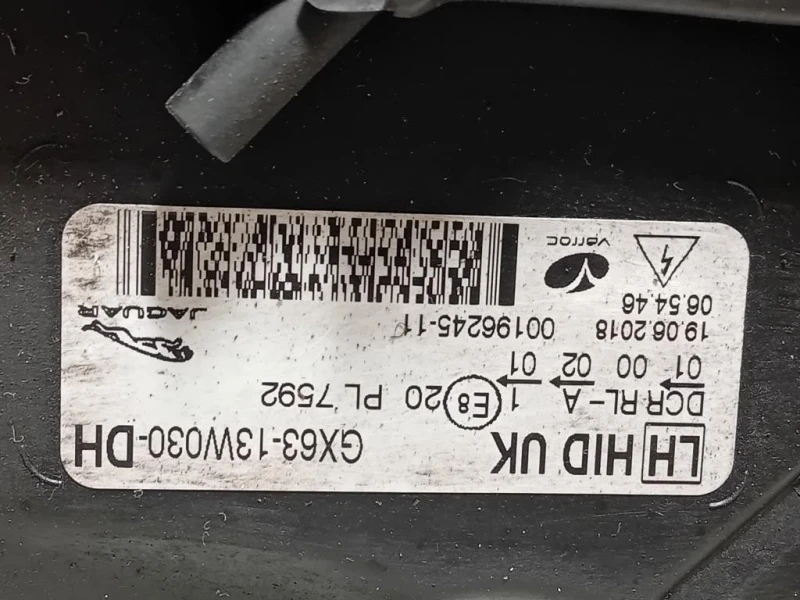 LH HID UK GX63-13W030-DH
DCR RL-A 1 E8 20 PL 7592
01 00 02 01
19.06.2018 00196245-11
06.54.46 varroc JAGUAR